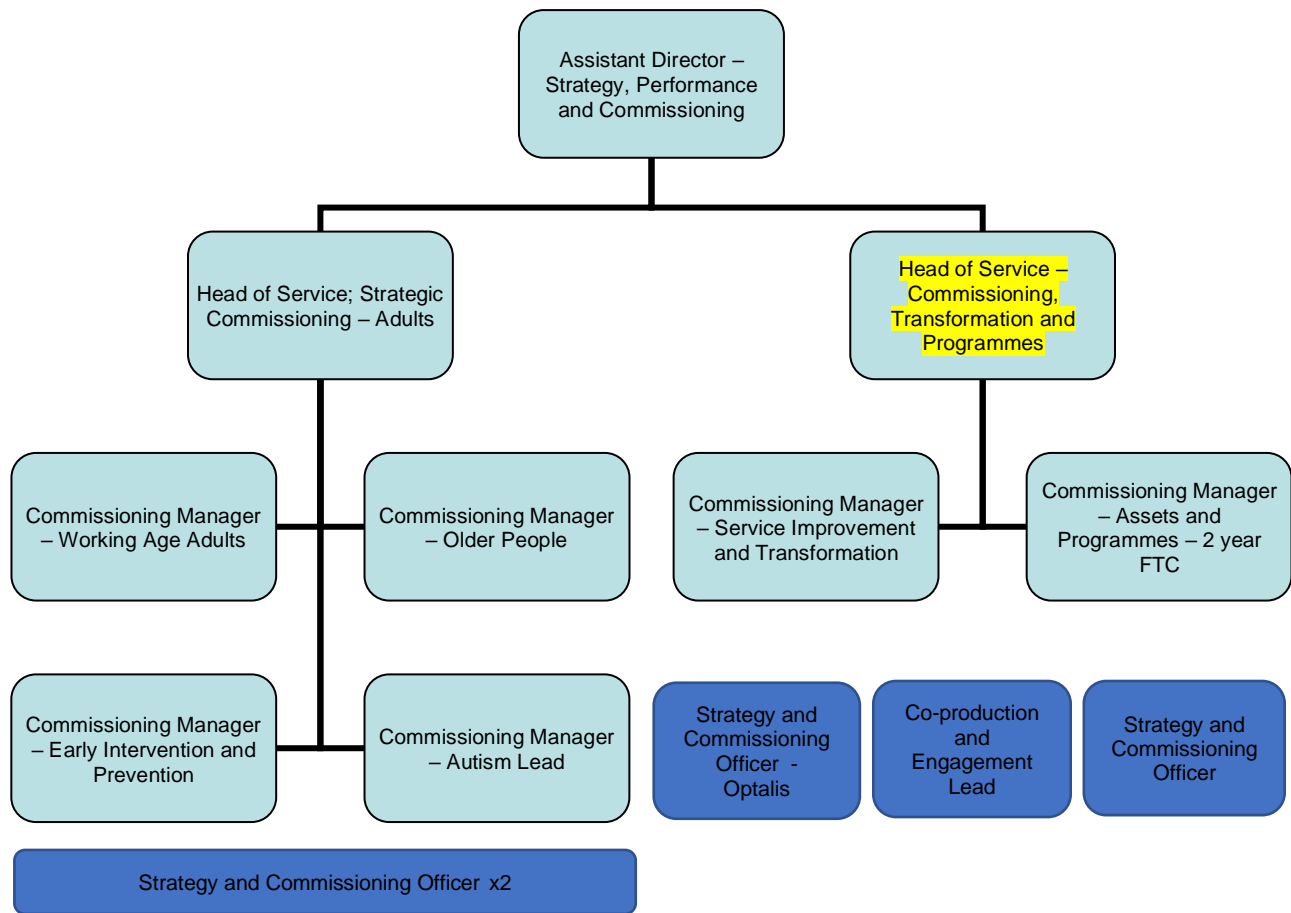 Assistant Director –
Strategy, Performance
and Commissioning
Head of Service; Strategic
Commissioning – Adults
Head of Service –
Commissioning,
Transformation and
Programmes
Commissioning Manager
– Working Age Adults
Commissioning Manager
– Older People
Commissioning Manager
– Service Improvement
and Transformation
Commissioning Manager
– Assets and
Programmes – 2 year
FTC
Commissioning Manager
– Early Intervention and
Prevention
Commissioning Manager
– Autism Lead
Strategy and
Commissioning
Officer -
Optalis
Co-production
and
Engagement
Lead
Strategy and
Commissioning
Officer
Strategy and Commissioning Officer x2